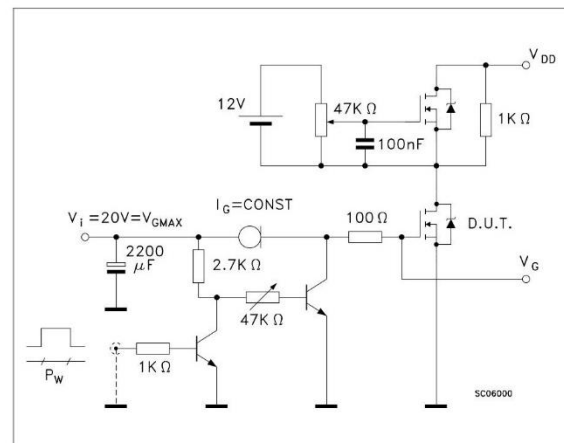 V_DD
12V
47K Ω
1K Ω
100nF
I_G=CONST
V_i =20V=V_GMAX
100 Ω
D.U.T.
2200
μF
2.7K Ω
V_G
47K Ω
1K Ω
P_W
SC06000